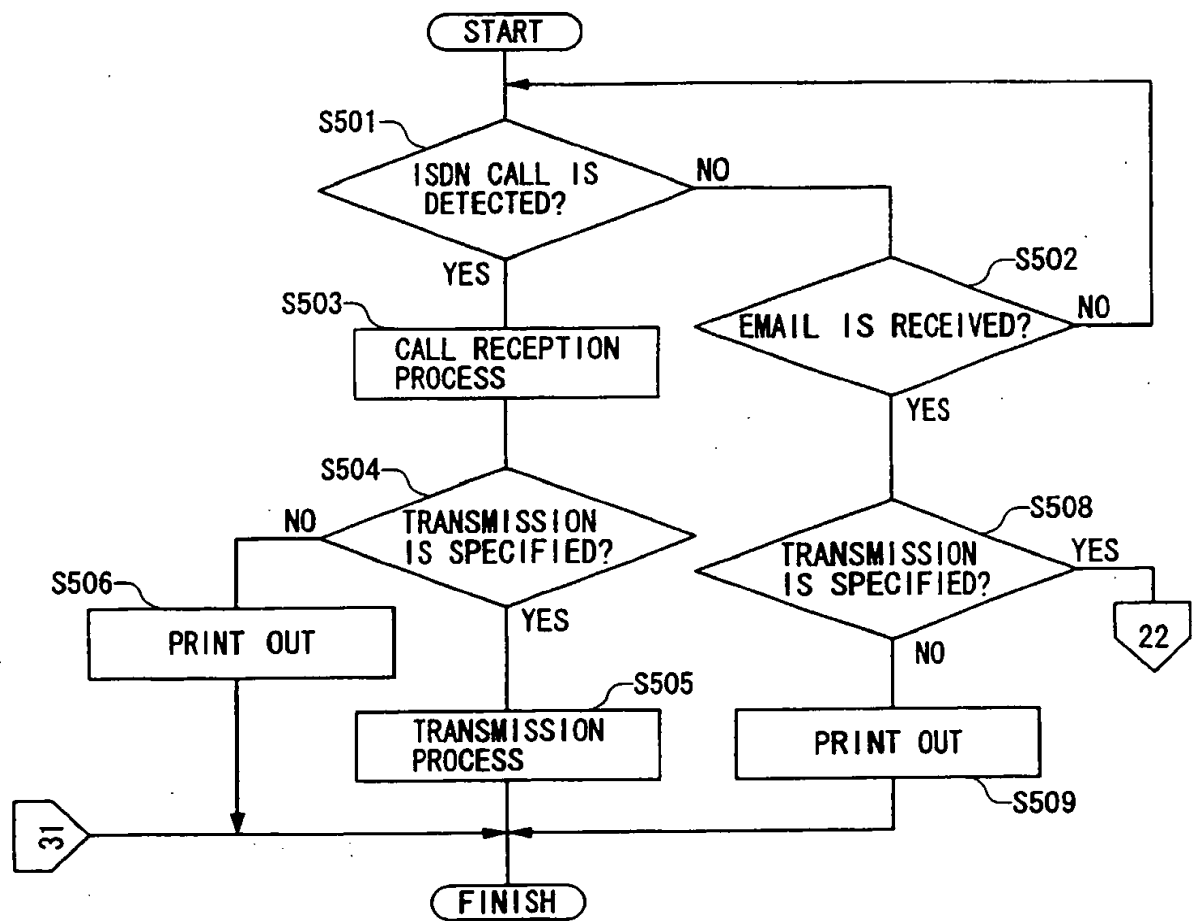 START
S501
ISDN CALL IS
DETECTED?
NO
YES
S502
EMAIL IS RECEIVED?
NO
YES
S503
CALL RECEPTION
PROCESS
S504
TRANSMISSION
IS SPECIFIED?
NO
YES
S508
TRANSMISSION
IS SPECIFIED?
YES
NO
22
S506
PRINT OUT
S505
TRANSMISSION
PROCESS
PRINT OUT
S509
31
FINISH